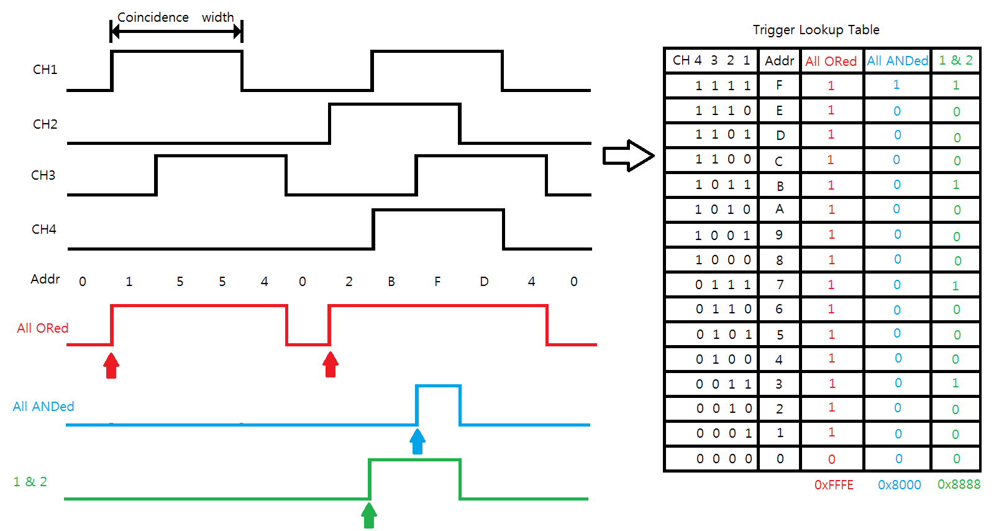 Coincidence width
CH1
CH2
CH3
CH4
Addr 0 1 5 5 4 0 2 B F D 4 0
All ORed
All ANDed
1 & 2
Trigger Lookup Table
CH 4 3 2 1 Addr All ORed All ANDed 1 & 2
1 1 1 1 F 1 1 1
1 1 1 0 E 1 0 0
1 1 0 1 D 1 0 0
1 1 0 0 C 1 0 0
1 0 1 1 B 1 0 1
1 0 1 0 A 1 0 0
1 0 0 1 9 1 0 0
1 0 0 0 8 1 0 0
0 1 1 1 7 1 0 1
0 1 1 0 6 1 0 0
0 1 0 1 5 1 0 0
0 1 0 0 4 1 0 0
0 0 1 1 3 1 0 1
0 0 1 0 2 1 0 0
0 0 0 1 1 1 0 0
0 0 0 0 0 0 0 0
0xFFFE 0x8000 0x8888